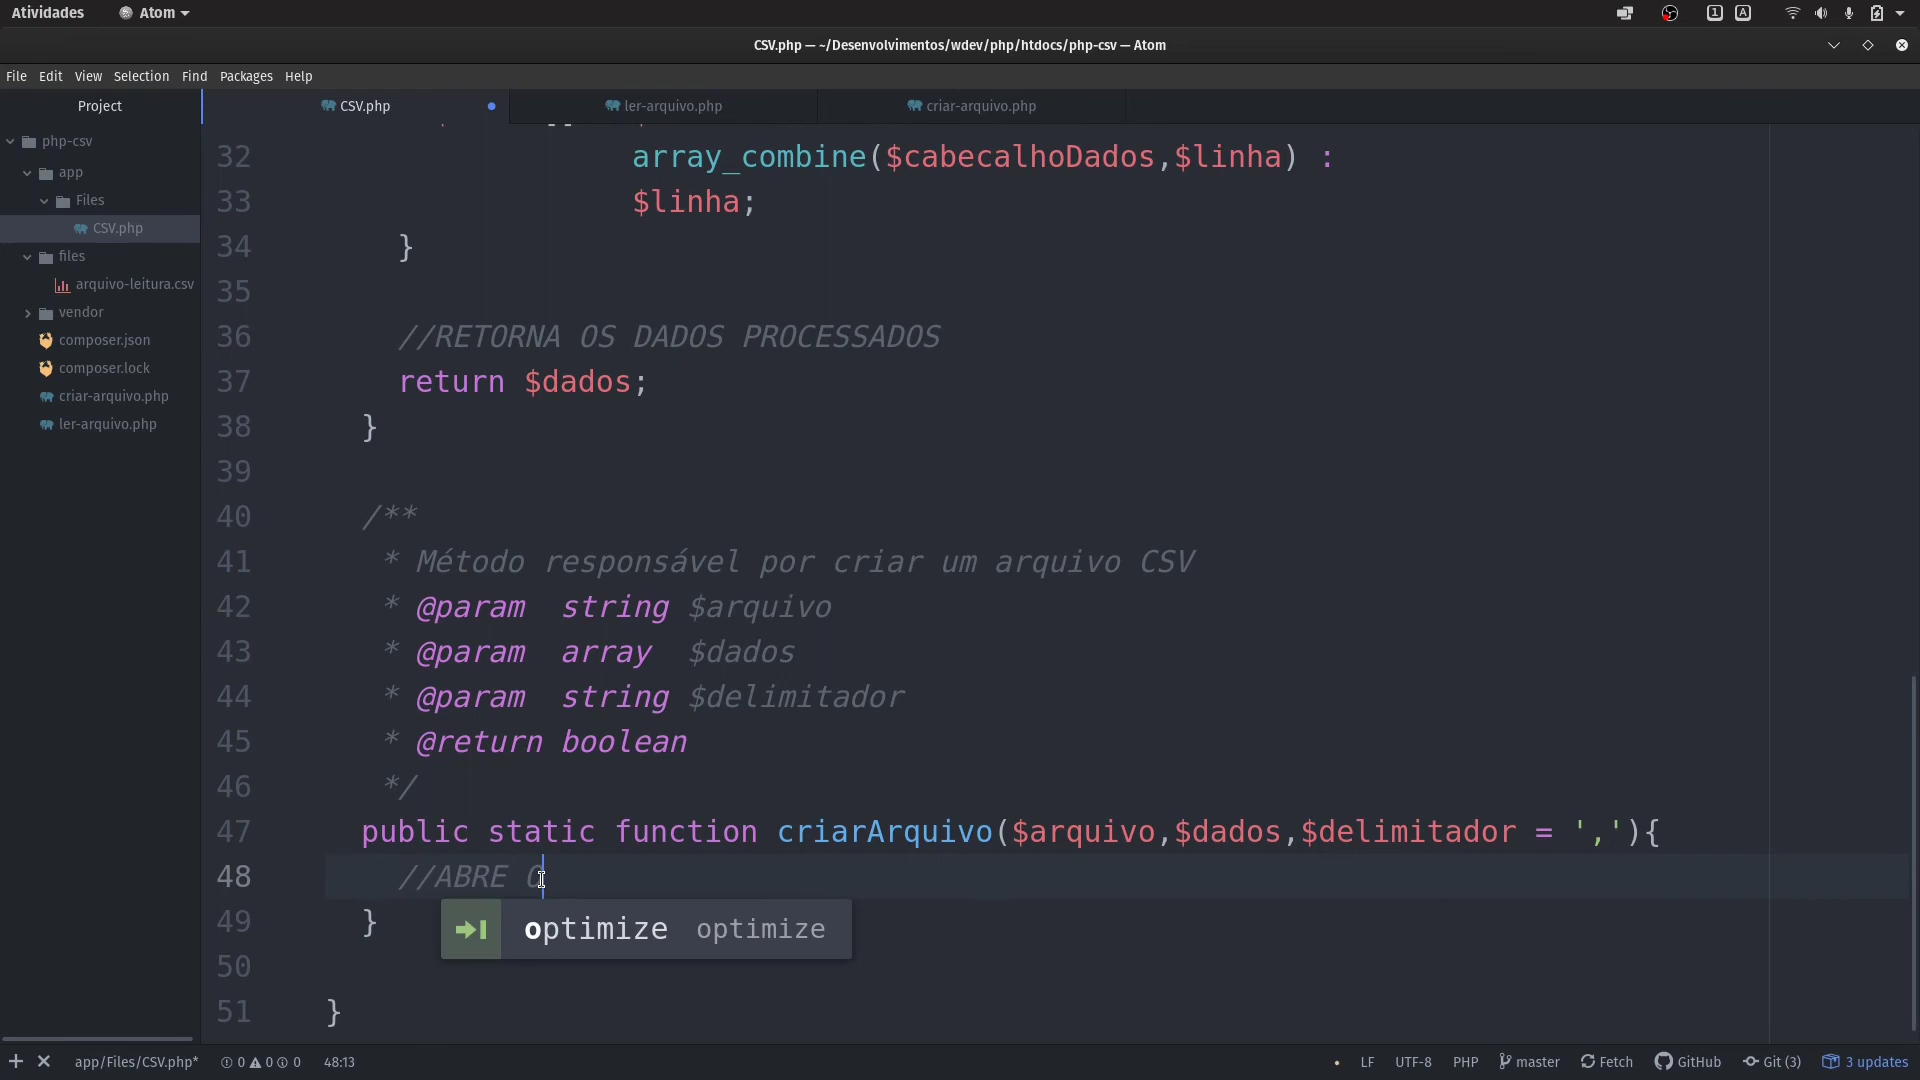 Atividades Atom 1 A
CSV.php — ~/Desenvolvimentos/wdev/php/htdocs/php-csv — Atom
File Edit View Selection Find Packages Help
Project
CSV.php ler-arquivo.php criar-arquivo.php
php-csv
app
Files
CSV.php
files
arquivo-leitura.csv
vendor
composer.json
composer.lock
criar-arquivo.php
ler-arquivo.php
32 array_combine($cabecalhoDados,$linha) :
33 $linha;
34 }
35
36 //RETORNA OS DADOS PROCESSADOS
37 return $dados;
38 }
39
40 /**
41 * Método responsável por criar um arquivo CSV
42 * @param string $arquivo
43 * @param array $dados
44 * @param string $delimitador
45 * @return boolean
46 */
47 public static function criarArquivo($arquivo,$dados,$delimitador = ','){
48 //ABRE O
49 }
optimize optimize
50
51 }
app/Files/CSV.php* 0 0 0 48:13 LF UTF-8 PHP master Fetch GitHub Git (3) 3 updates